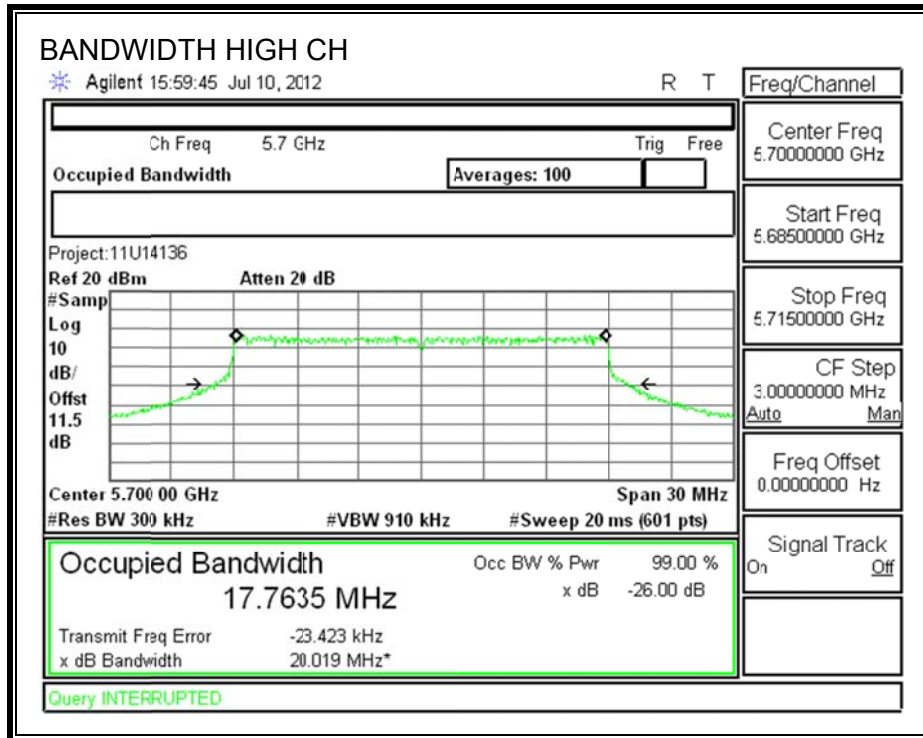 BANDWIDTH HIGH CH
Agilent 15:59:45 Jul 10, 2012 R T
Ch Freq 5.7 GHz Trig Free
Occupied Bandwidth Averages: 100
Project:11U14136
Ref 20 dBm Atten 20 dB
#Samp
Log
10
dB/
Offst
11.5
dB
Center 5.700 00 GHz Span 30 MHz
#Res BW 300 kHz #VBW 910 kHz #Sweep 20 ms (601 pts)
Occupied Bandwidth Occ BW % Pwr 99.00 %
17.7635 MHz x dB -26.00 dB
Transmit Freq Error -23.423 kHz
x dB Bandwidth 20.019 MHz*
Query INTERRUPTED
Freq/Channel
Center Freq
5.70000000 GHz
Start Freq
5.68500000 GHz
Stop Freq
5.71500000 GHz
CF Step
3.00000000 MHz
Auto Man
Freq Offset
0.00000000 Hz
Signal Track
On Off